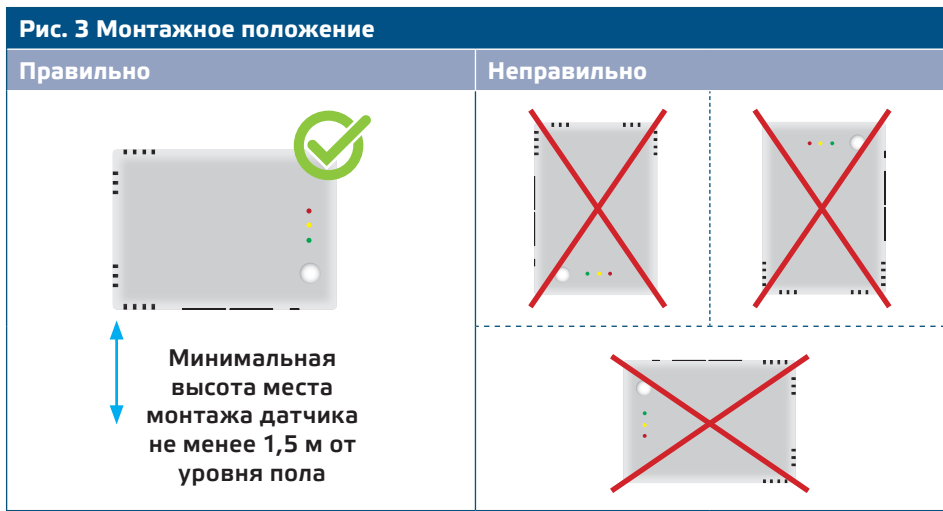 Рис. 3 Монтажное положение
Правильно
Неправильно
Минимальная
высота места
монтажа датчика
не менее 1,5 м от
уровня пола